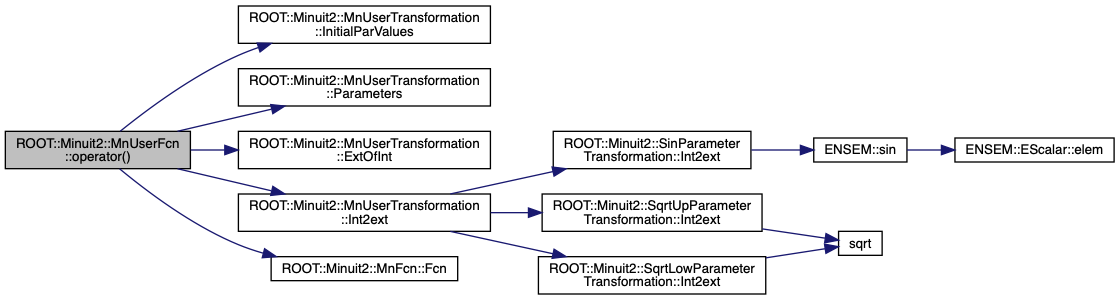 ROOT::Minuit2::MnUserFcn
::operator()
ROOT::Minuit2::MnUserTransformation
::InitialParValues
ROOT::Minuit2::MnUserTransformation
::Parameters
ROOT::Minuit2::MnUserTransformation
::ExtOfInt
ROOT::Minuit2::MnUserTransformation
::Int2ext
ROOT::Minuit2::MnFcn::Fcn
ROOT::Minuit2::SinParameter
Transformation::Int2ext
ROOT::Minuit2::SqrtUpParameter
Transformation::Int2ext
ROOT::Minuit2::SqrtLowParameter
Transformation::Int2ext
ENSEM::sin
sqrt
ENSEM::EScalar::elem